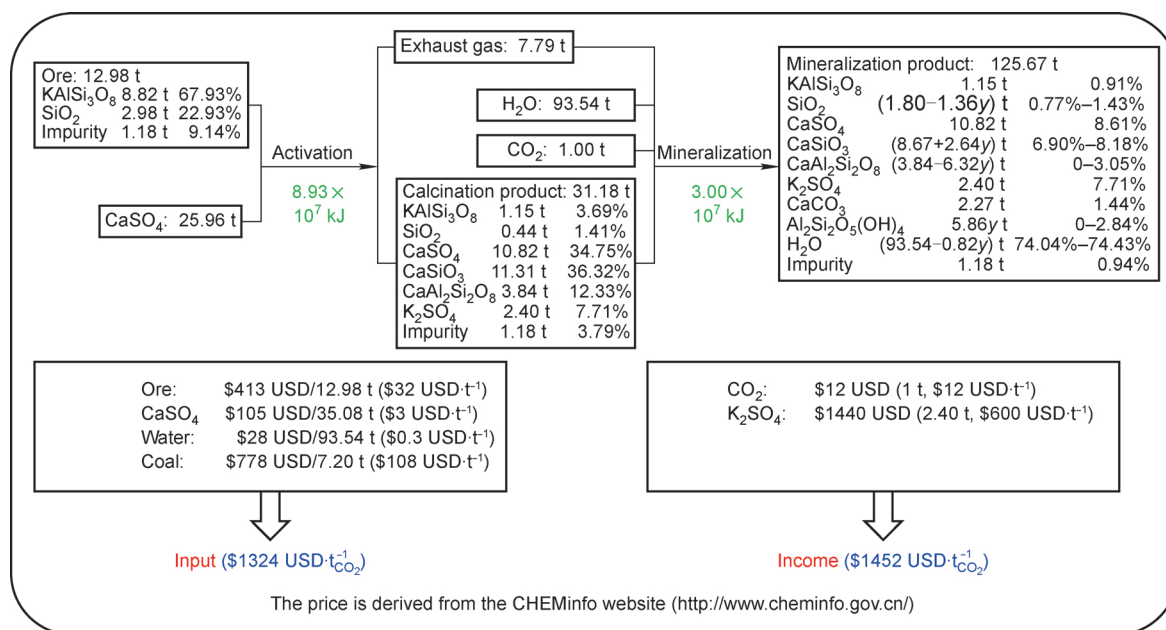 Ore: 12.98 t
KAlSi₃O₈ 8.82 t 67.93%
SiO₂ 2.98 t 22.93%
Impurity 1.18 t 9.14%
CaSO₄: 25.96 t
Activation
8.93 ×
10⁷ kJ
Exhaust gas: 7.79 t
H₂O: 93.54 t
CO₂: 1.00 t
Calcination product: 31.18 t
KAlSi₃O₈ 1.15 t 3.69%
SiO₂ 0.44 t 1.41%
CaSO₄ 10.82 t 34.75%
CaSiO₃ 11.31 t 36.32%
CaAl₂Si₂O₈ 3.84 t 12.33%
K₂SO₄ 2.40 t 7.71%
Impurity 1.18 t 3.79%
Mineralization
3.00 ×
10⁷ kJ
Mineralization product: 125.67 t
KAlSi₃O₈ 1.15 t 0.91%
SiO₂ (1.80−1.36y) t 0.77%−1.43%
CaSO₄ 10.82 t 8.61%
CaSiO₃ (8.67+2.64y) t 6.90%−8.18%
CaAl₂Si₂O₈ (3.84−6.32y) t 0−3.05%
K₂SO₄ 2.40 t 7.71%
CaCO₃ 2.27 t 1.44%
Al₂Si₂O₅(OH)₄ 5.86y t 0−2.84%
H₂O (93.54−0.82y) t 74.04%−74.43%
Impurity 1.18 t 0.94%
Ore: $413 USD/12.98 t ($32 USD·t⁻¹)
CaSO₄ $105 USD/35.08 t ($3 USD·t⁻¹)
Water: $28 USD/93.54 t ($0.3 USD·t⁻¹)
Coal: $778 USD/7.20 t ($108 USD·t⁻¹)
Input ($1324 USD·t⁻¹CO₂)
CO₂: $12 USD (1 t, $12 USD·t⁻¹)
K₂SO₄: $1440 USD (2.40 t, $600 USD·t⁻¹)
Income ($1452 USD·t⁻¹CO₂)
The price is derived from the CHEMinfo website (http://www.cheminfo.gov.cn/)